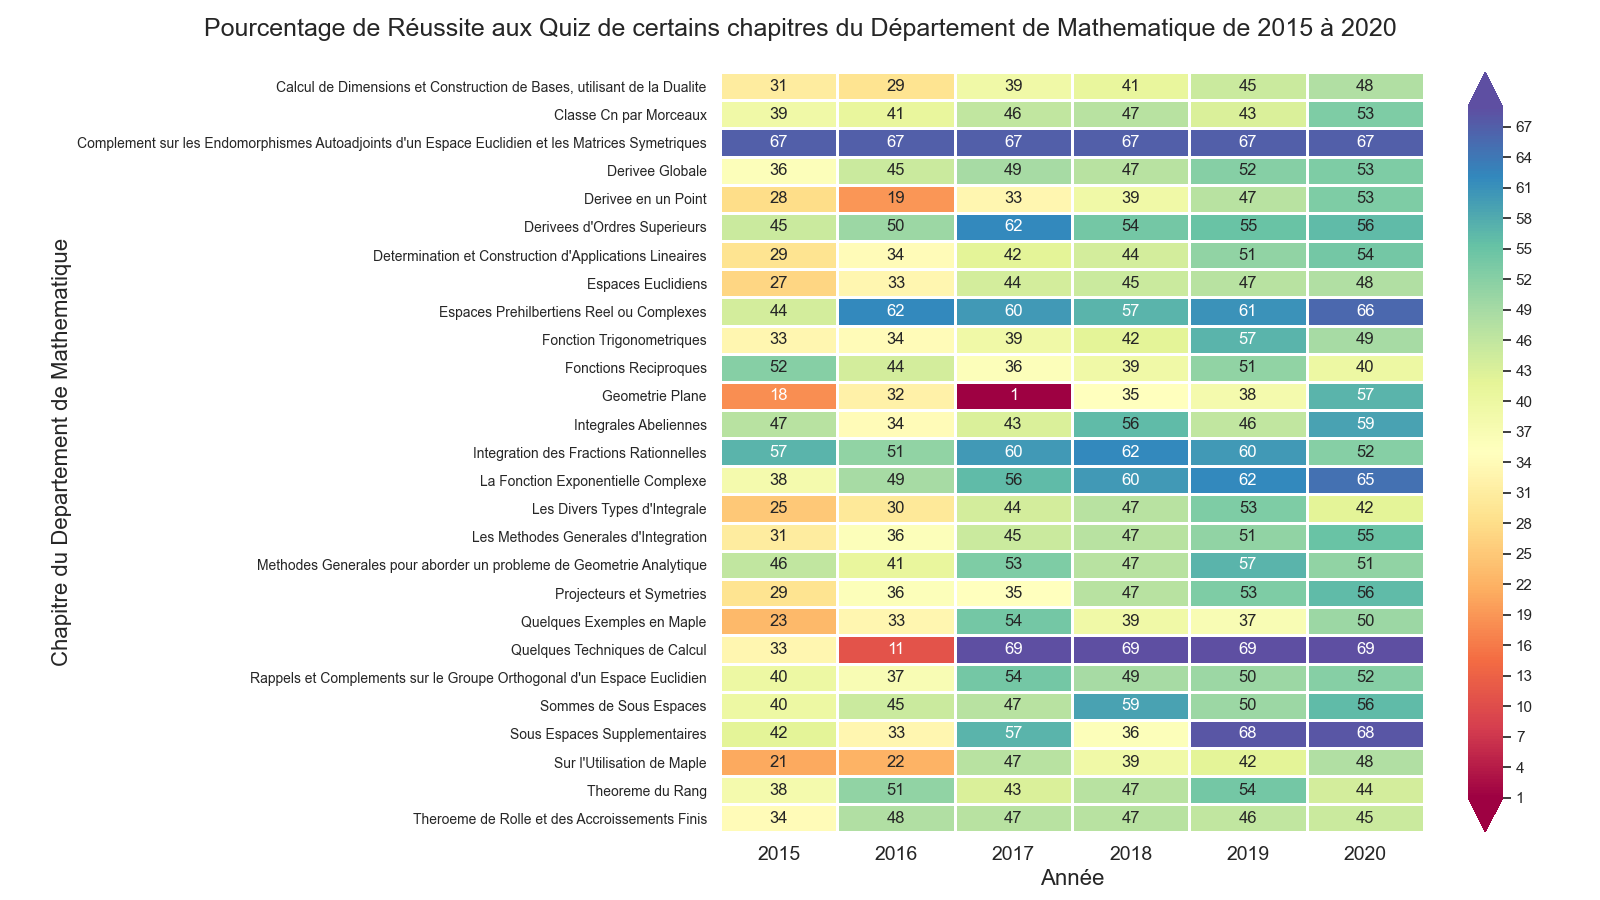 Pourcentage de Réussite aux Quiz de certains chapitres du Département de Mathematique de 2015 à 2020
Chapitre du Departement de Mathematique
Calcul de Dimensions et Construction de Bases, utilisant de la Dualite 31 29 39 41 45 48
Classe Cn par Morceaux 39 41 46 47 43 53
Complement sur les Endomorphismes Autoadjoints d'un Espace Euclidien et les Matrices Symetriques 67 67 67 67 67 67
Derivee Globale 36 45 49 47 52 53
Derivee en un Point 28 19 33 39 47 53
Derivees d'Ordres Superieurs 45 50 62 54 55 56
Determination et Construction d'Applications Lineaires 29 34 42 44 51 54
Espaces Euclidiens 27 33 44 45 47 48
Espaces Prehilbertiens Reel ou Complexes 44 62 60 57 61 66
Fonction Trigonometriques 33 34 39 42 57 49
Fonctions Reciproques 52 44 36 39 51 40
Geometrie Plane 18 32 1 35 38 57
Integrales Abeliennes 47 34 43 56 46 59
Integration des Fractions Rationnelles 57 51 60 62 60 52
La Fonction Exponentielle Complexe 38 49 56 60 62 65
Les Divers Types d'Integrale 25 30 44 47 53 42
Les Methodes Generales d'Integration 31 36 45 47 51 55
Methodes Generales pour aborder un probleme de Geometrie Analytique 46 41 53 47 57 51
Projecteurs et Symetries 29 36 35 47 53 56
Quelques Exemples en Maple 23 33 54 39 37 50
Quelques Techniques de Calcul 33 11 69 69 69 69
Rappels et Complements sur le Groupe Orthogonal d'un Espace Euclidien 40 37 54 49 50 52
Sommes de Sous Espaces 40 45 47 59 50 56
Sous Espaces Supplementaires 42 33 57 36 68 68
Sur l'Utilisation de Maple 21 22 47 39 42 48
Theoreme du Rang 38 51 43 47 54 44
Theroeme de Rolle et des Accroissements Finis 34 48 47 47 46 45
2015 2016 2017 2018 2019 2020
Année
67
64
61
58
55
52
49
46
43
40
37
34
31
28
25
22
19
16
13
10
7
4
1